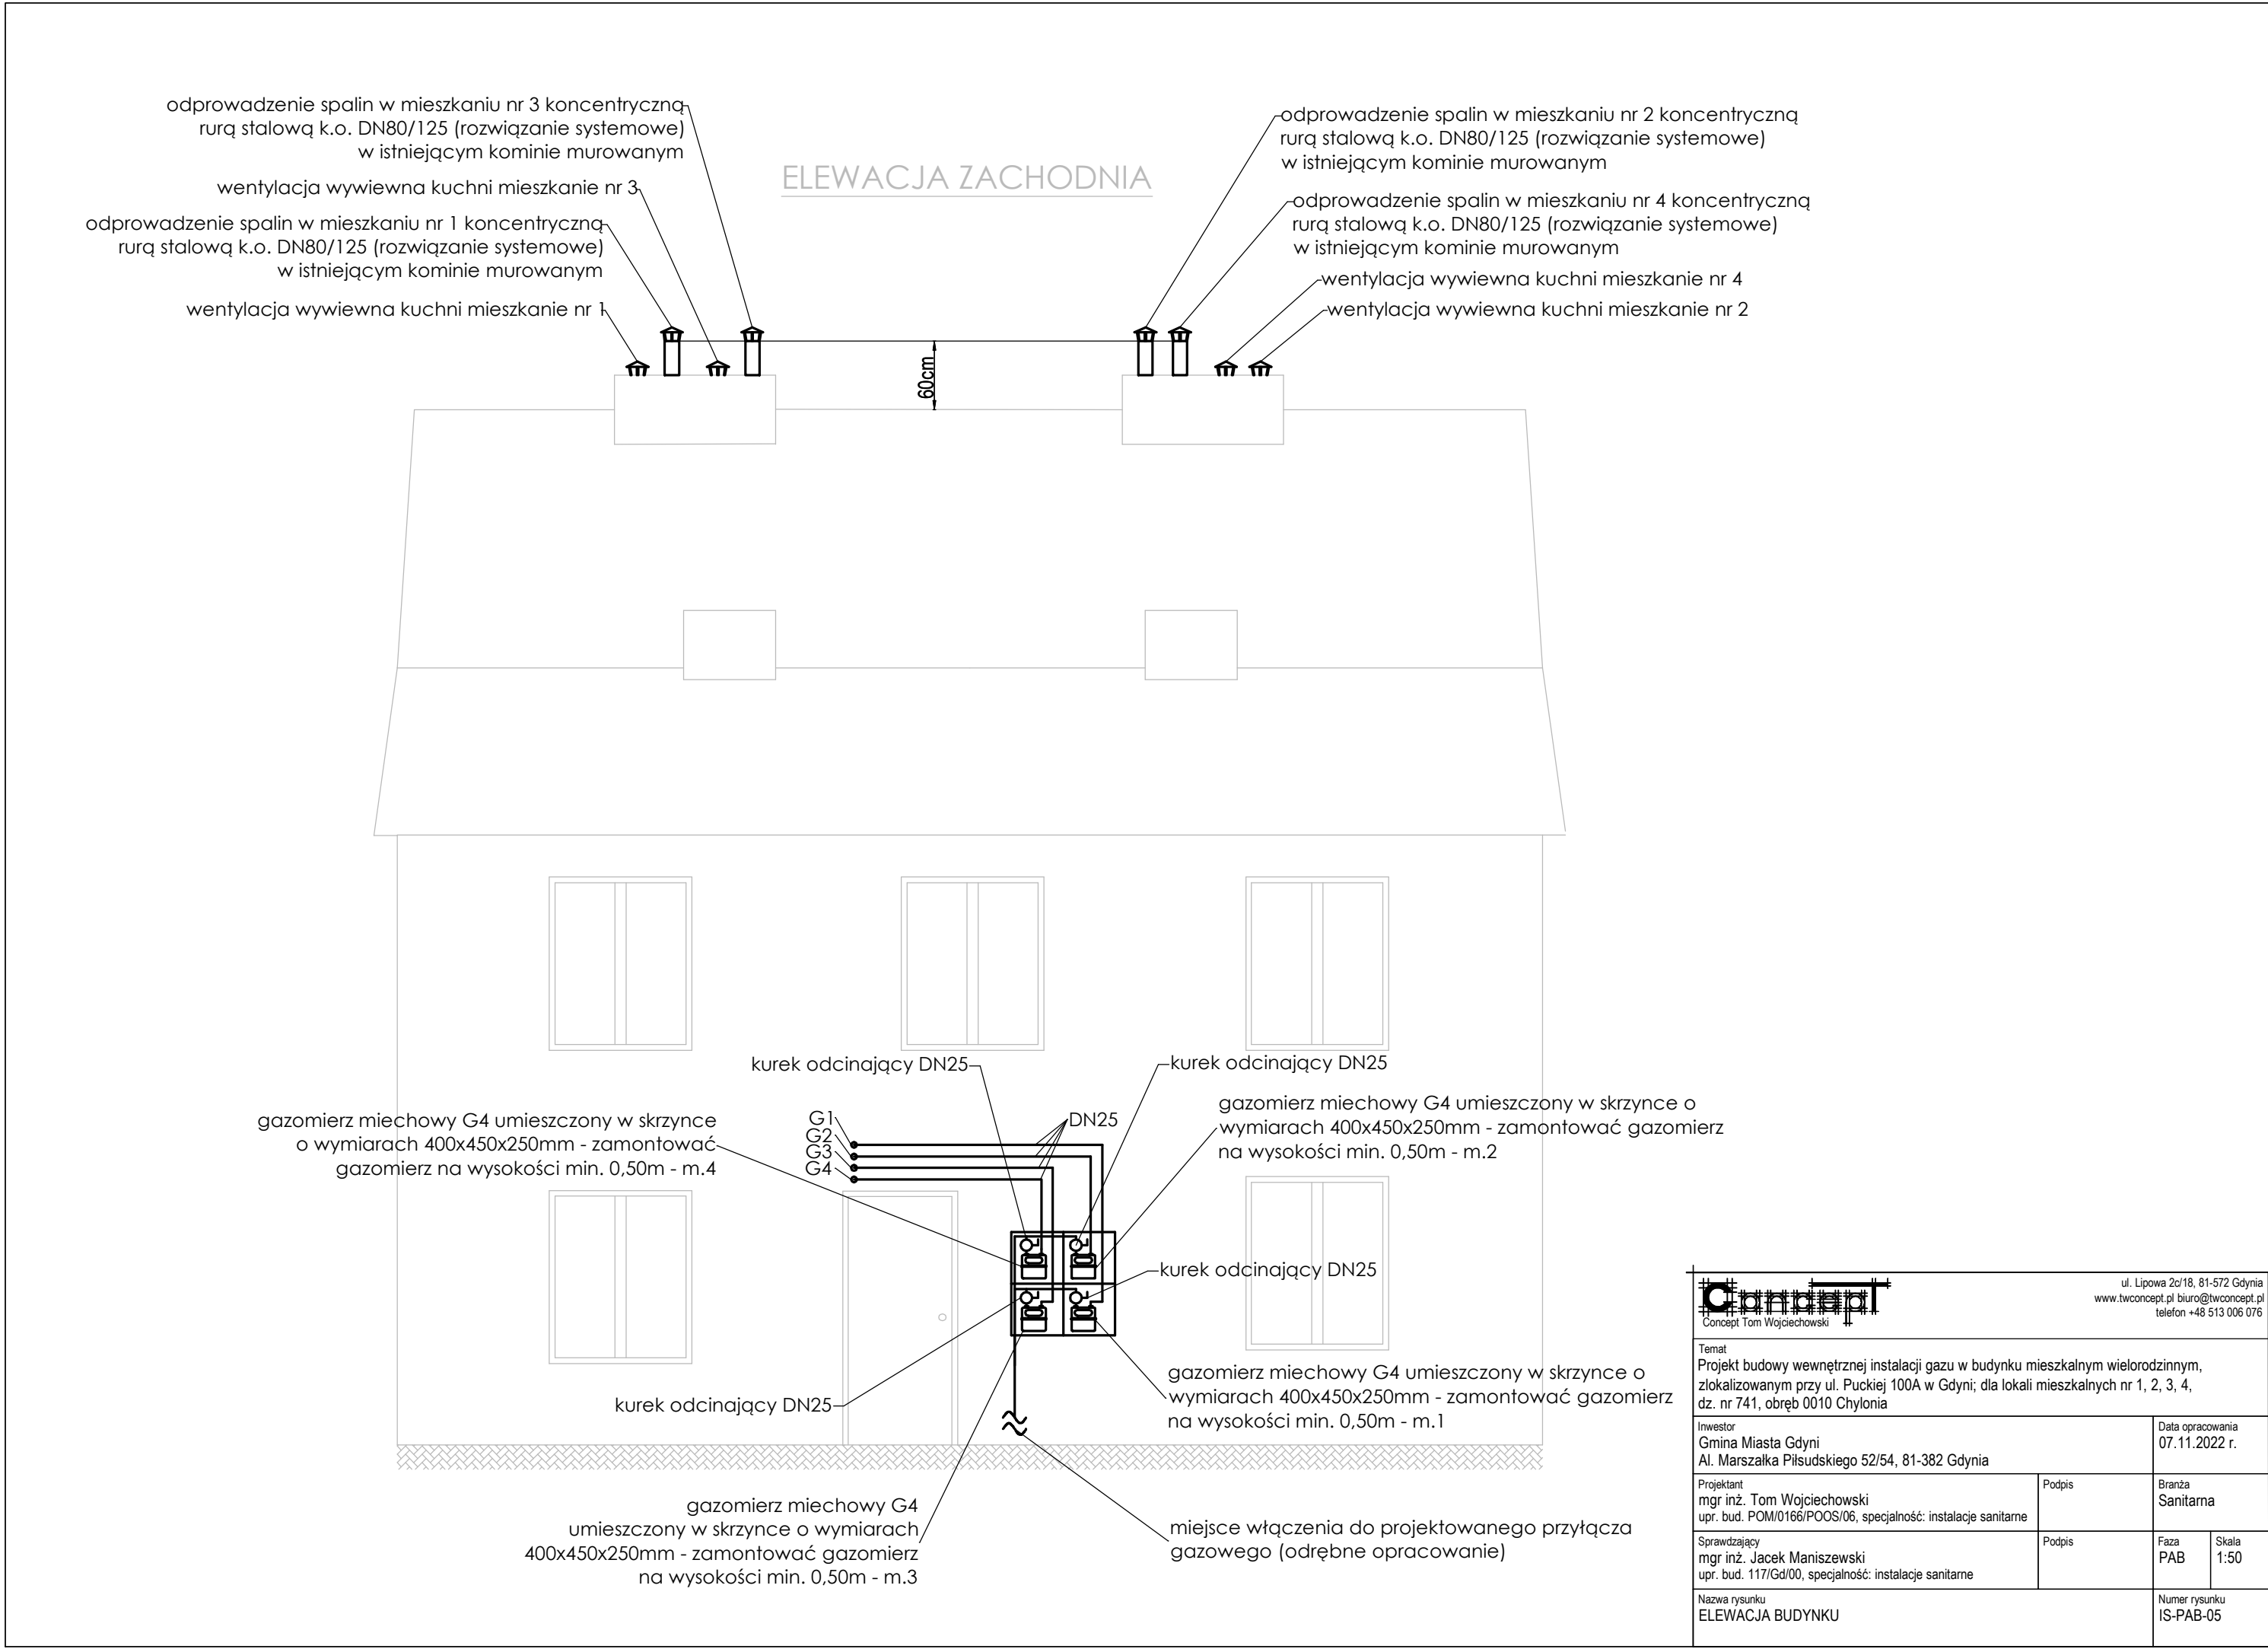 odprowadzenie spalin w mieszkaniu nr 3 koncentryczną
rurą stalową k.o. DN80/125 (rozwiązanie systemowe)
w istniejącym kominie murowanym
wentylacja wywiewna kuchni mieszkanie nr 3
odprowadzenie spalin w mieszkaniu nr 1 koncentryczną
rurą stalową k.o. DN80/125 (rozwiązanie systemowe)
w istniejącym kominie murowanym
wentylacja wywiewna kuchni mieszkanie nr 1
ELEWACJA ZACHODNIA
odprowadzenie spalin w mieszkaniu nr 2 koncentryczną
rurą stalową k.o. DN80/125 (rozwiązanie systemowe)
w istniejącym kominie murowanym
odprowadzenie spalin w mieszkaniu nr 4 koncentryczną
rurą stalową k.o. DN80/125 (rozwiązanie systemowe)
w istniejącym kominie murowanym
wentylacja wywiewna kuchni mieszkanie nr 4
wentylacja wywiewna kuchni mieszkanie nr 2
60cm
kurek odcinający DN25
kurek odcinający DN25
gazomierz miechowy G4 umieszczony w skrzynce
o wymiarach 400x450x250mm - zamontować
gazomierz na wysokości min. 0,50m - m.4
G1
G2
G3
G4
DN25
gazomierz miechowy G4 umieszczony w skrzynce o
wymiarach 400x450x250mm - zamontować gazomierz
na wysokości min. 0,50m - m.2
kurek odcinający DN25
kurek odcinający DN25
gazomierz miechowy G4 umieszczony w skrzynce o
wymiarach 400x450x250mm - zamontować gazomierz
na wysokości min. 0,50m - m.1
gazomierz miechowy G4
umieszczony w skrzynce o wymiarach
400x450x250mm - zamontować gazomierz
na wysokości min. 0,50m - m.3
miejsce włączenia do projektowanego przyłącza
gazowego (odrębne opracowanie)
Concept
Concept Tom Wojciechowski
ul. Lipowa 2c/18, 81-572 Gdynia
www.twconcept.pl biuro@twconcept.pl
telefon +48 513 006 076
Temat
Projekt budowy wewnętrznej instalacji gazu w budynku mieszkalnym wielorodzinnym,
zlokalizowanym przy ul. Puckiej 100A w Gdyni; dla lokali mieszkalnych nr 1, 2, 3, 4,
dz. nr 741, obręb 0010 Chylonia
Inwestor
Gmina Miasta Gdyni
Al. Marszałka Piłsudskiego 52/54, 81-382 Gdynia
Data opracowania
07.11.2022 r.
Projektant
mgr inż. Tom Wojciechowski
upr. bud. POM/0166/POOS/06, specjalność: instalacje sanitarne
Podpis
Branża
Sanitarna
Sprawdzający
mgr inż. Jacek Maniszewski
upr. bud. 117/Gd/00, specjalność: instalacje sanitarne
Podpis
Faza
PAB
Skala
1:50
Nazwa rysunku
ELEWACJA BUDYNKU
Numer rysunku
IS-PAB-05